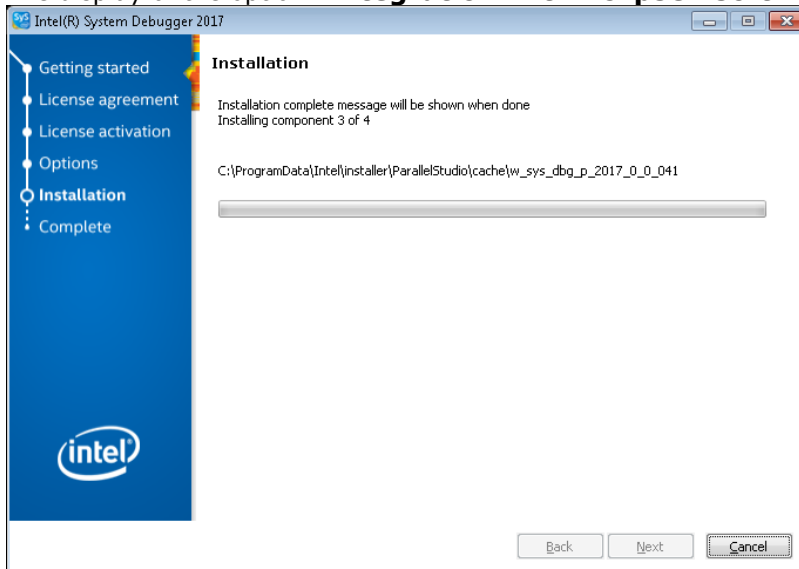 Intel(R) System Debugger 2017
Getting started
License agreement
License activation
Options
Installation
Complete
Installation
Installation complete message will be shown when done
Installing component 3 of 4
C:\ProgramData\Intel\installer\ParallelStudio\cache\w_sys_dbg_p_2017_0_0_041
intel
Back
Next
Cancel